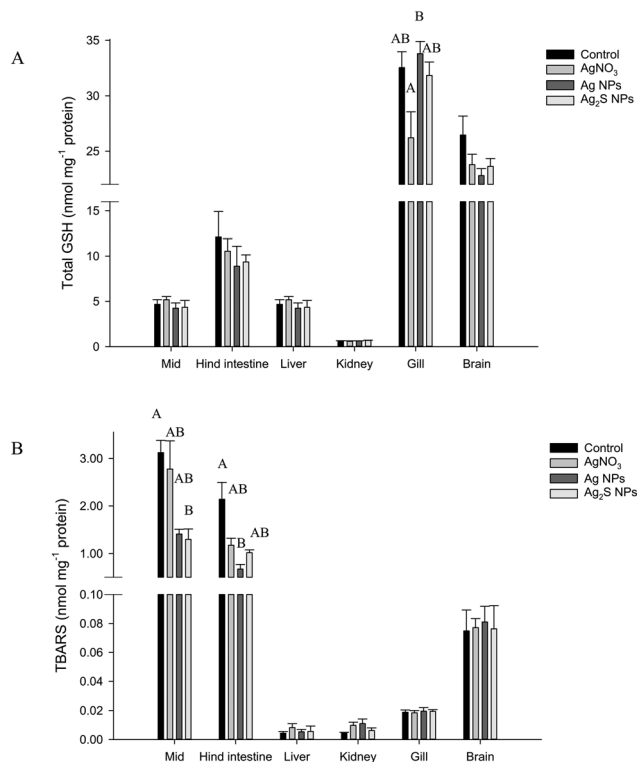 A
Total GSH (nmol mg⁻¹ protein)
35
30
25
15
10
5
0
AB
A
B
AB
Mid
Hind intestine
Liver
Kidney
Gill
Brain
Control
AgNO₃
Ag NPs
Ag₂S NPs
B
TBARS (nmol mg⁻¹ protein)
3.00
2.00
1.00
0.10
0.08
0.06
0.04
0.02
0.00
A
AB
AB
B
A
AB
B
AB
Mid
Hind intestine
Liver
Kidney
Gill
Brain
Control
AgNO₃
Ag NPs
Ag₂S NPs